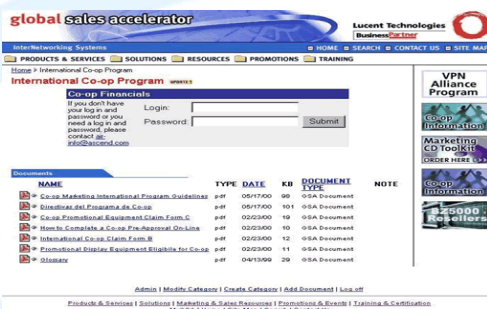 global sales accelerator
Lucent Technologies
BusinessPartner
InterNetworking Systems
HOME SEARCH CONTACT US SITE MAP
PRODUCTS & SERVICES SOLUTIONS RESOURCES PROMOTIONS TRAINING
Home > International Co-op Program
International Co-op Program UPDATED
Co-op Financials
If you don't have
your log in and
password or you
need a log in and
password, please
contact air-
info@ascend.com
Login:
Password:
Submit
VPN
Alliance
Program
Co-op
Information
Marketing
CD ToolKit
ORDER HERE
Co-op
Information
BZ5000
Resellers
Documents
NAME TYPE DATE KB DOCUMENT TYPE NOTE
Co-op Marketing International Program Guidelines pdf 05/17/00 98 GSA Document
Directivas del Programa de Co-op pdf 05/17/00 101 GSA Document
Co-op Promotional Equipment Claim Form C pdf 02/23/00 19 GSA Document
How to Complete a Co-op Pre-Approval On-Line pdf 02/23/00 10 GSA Document
International Co-op Claim Form B pdf 02/23/00 12 GSA Document
Promotional Display Equipment Eligible for Co-op pdf 02/23/00 11 GSA Document
Glossary pdf 04/13/99 29 GSA Document
Admin | Modify Category | Create Category | Add Document | Log off
Products & Services | Solutions | Marketing & Sales Resources | Promotions & Events | Training & Certification